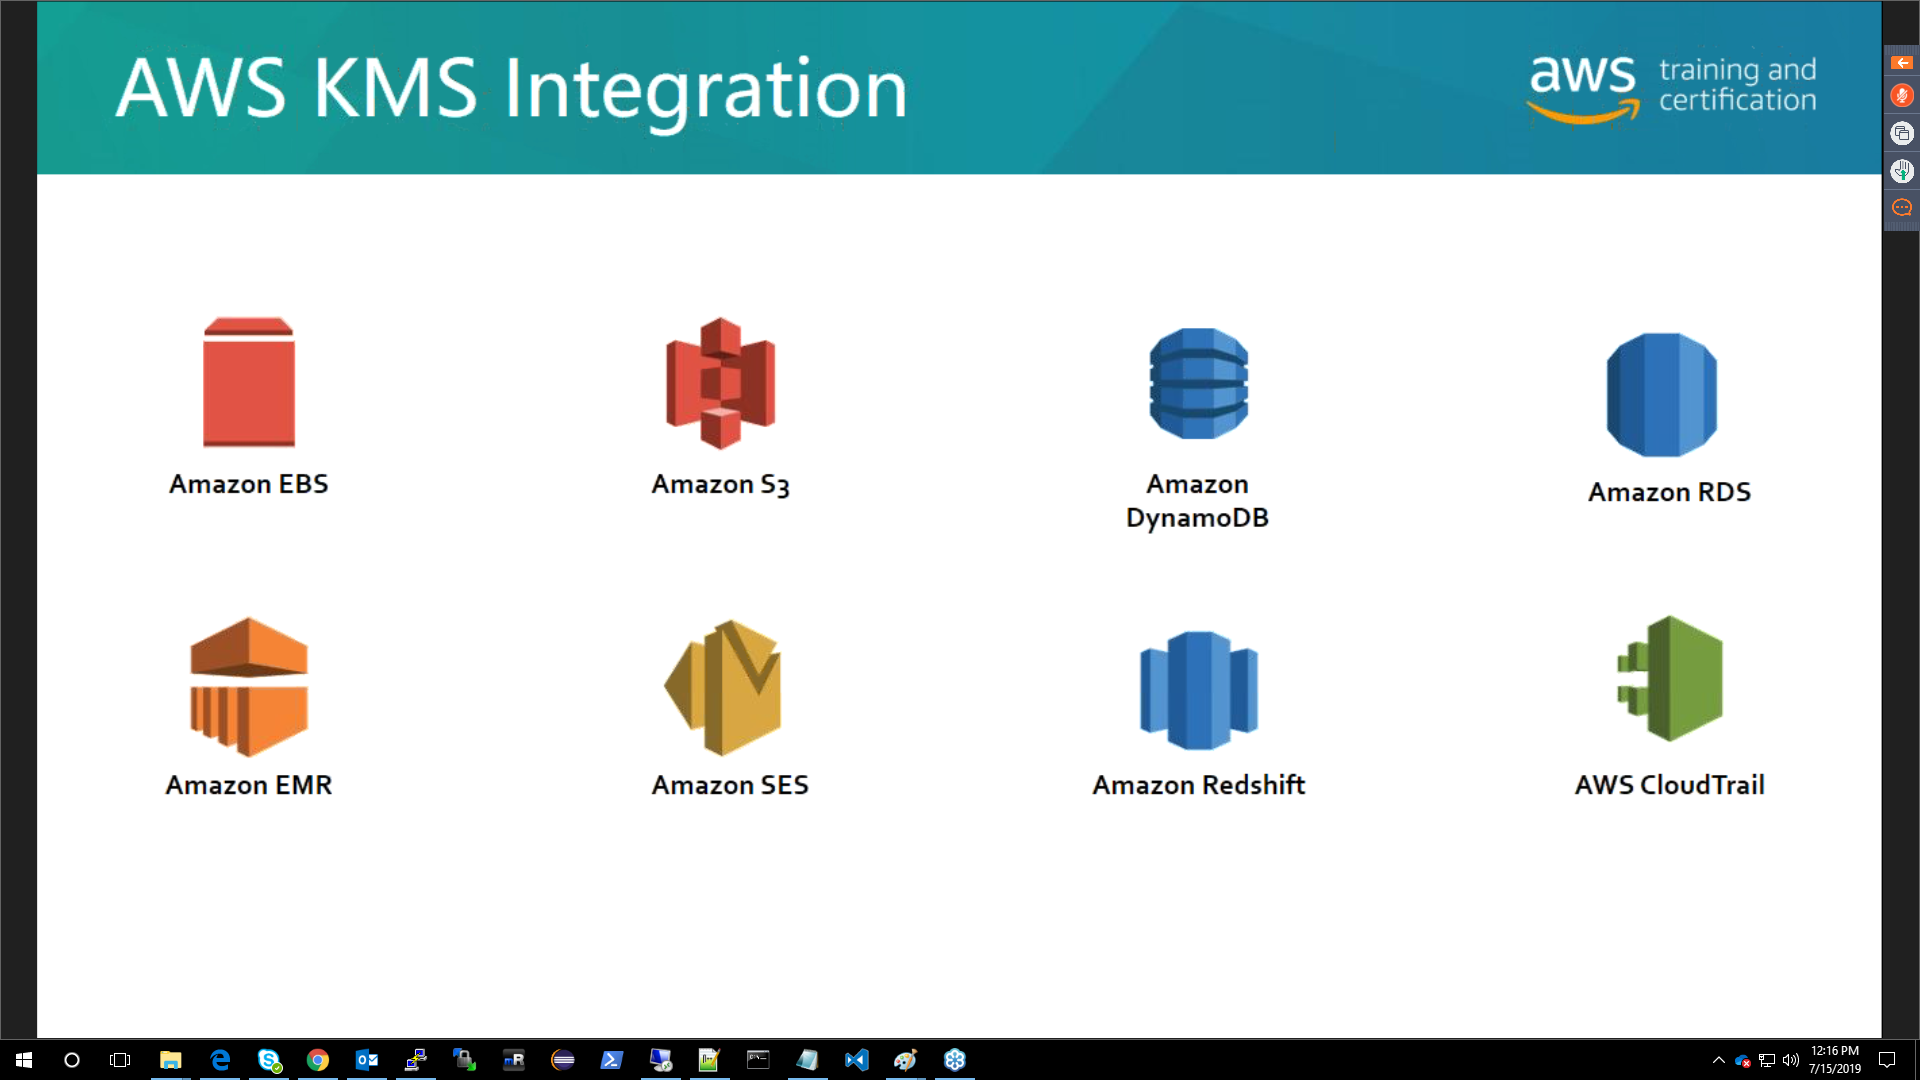 AWS KMS Integration
aws training and
certification
Amazon EBS
Amazon S3
Amazon
DynamoDB
Amazon RDS
Amazon EMR
Amazon SES
Amazon Redshift
AWS CloudTrail
12:16 PM
7/15/2019